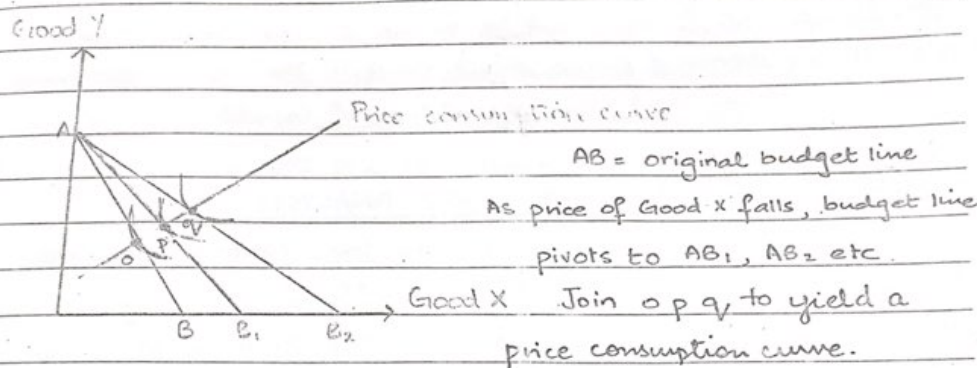 Good Y
Price consumption curve
A
AB = original budget line
As price of Good X falls, budget line
pivots to AB₁, AB₂ etc.
o p q
Good X Join o p q to yield a
B B₁ B₂
price consumption curve.